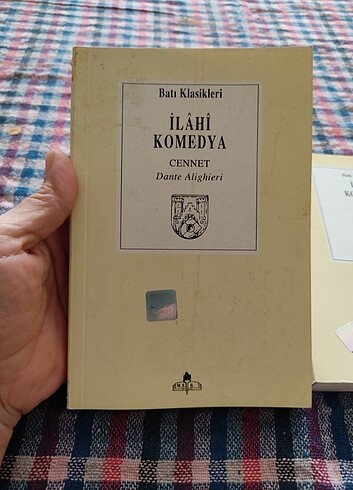 Batı Klasikleri
İLÂHÎ
KOMEDYA
CENNET
Dante Alighieri